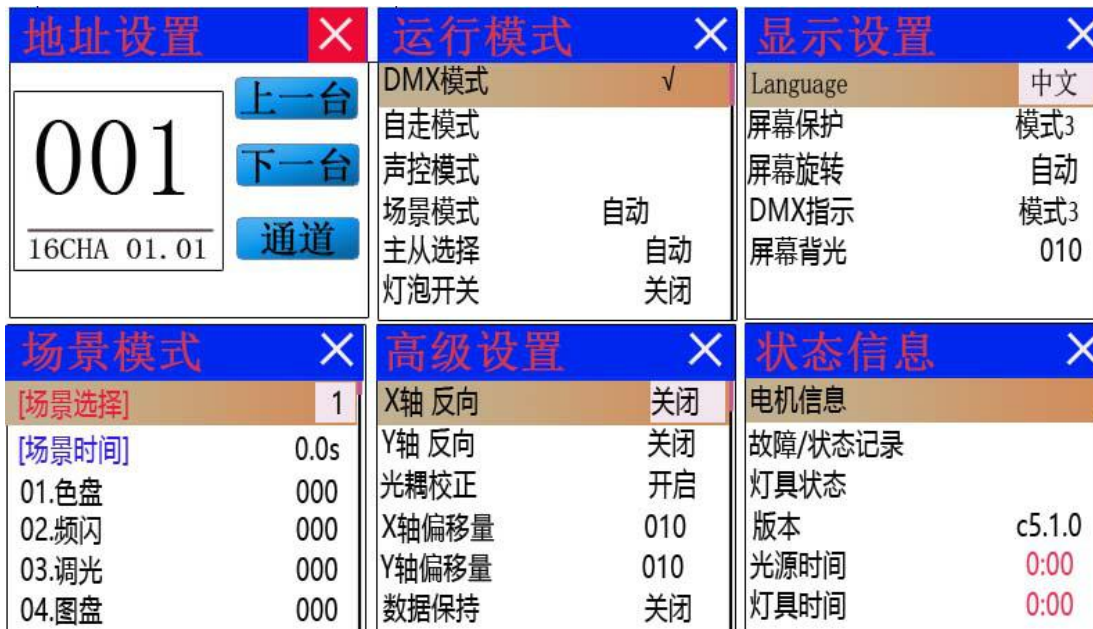 地址设置
001
16CHA 01.01
上一台
下一台
通道
运行模式
DMX模式 √
自走模式
声控模式
场景模式 自动
主从选择 自动
灯泡开关 关闭
显示设置
Language 中文
屏幕保护 模式3
屏幕旋转 自动
DMX指示 模式3
屏幕背光 010
场景模式
[场景选择] 1
[场景时间] 0.0s
01.色盘 000
02.频闪 000
03.调光 000
04.图盘 000
高级设置
X轴 反向 关闭
Y轴 反向 关闭
光耦校正 开启
X轴偏移量 010
Y轴偏移量 010
数据保持 关闭
状态信息
电机信息
故障/状态记录
灯具状态
版本 c5.1.0
光源时间 0:00
灯具时间 0:00